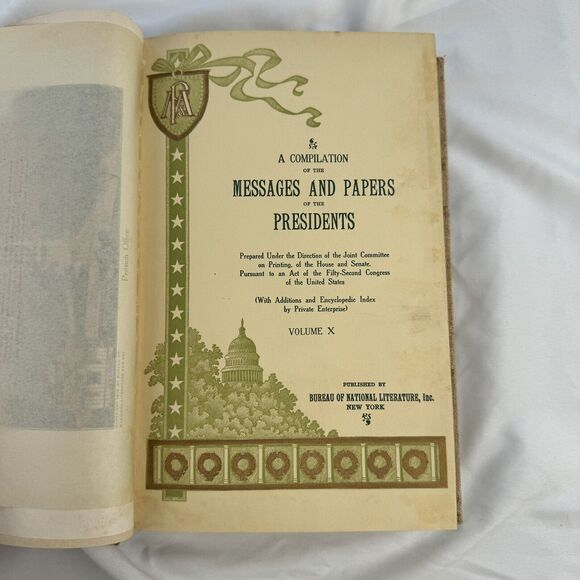 A COMPILATION
OF THE
MESSAGES AND PAPERS
OF THE
PRESIDENTS
Prepared Under the Direction of the Joint Committee
on Printing, of the House and Senate,
Pursuant to an Act of the Fifty-Second Congress
of the United States
(With Additions and Encyclopedic Index
by Private Enterprise)
VOLUME X
PUBLISHED BY
BUREAU OF NATIONAL LITERATURE, Inc.
NEW YORK
Pension Office